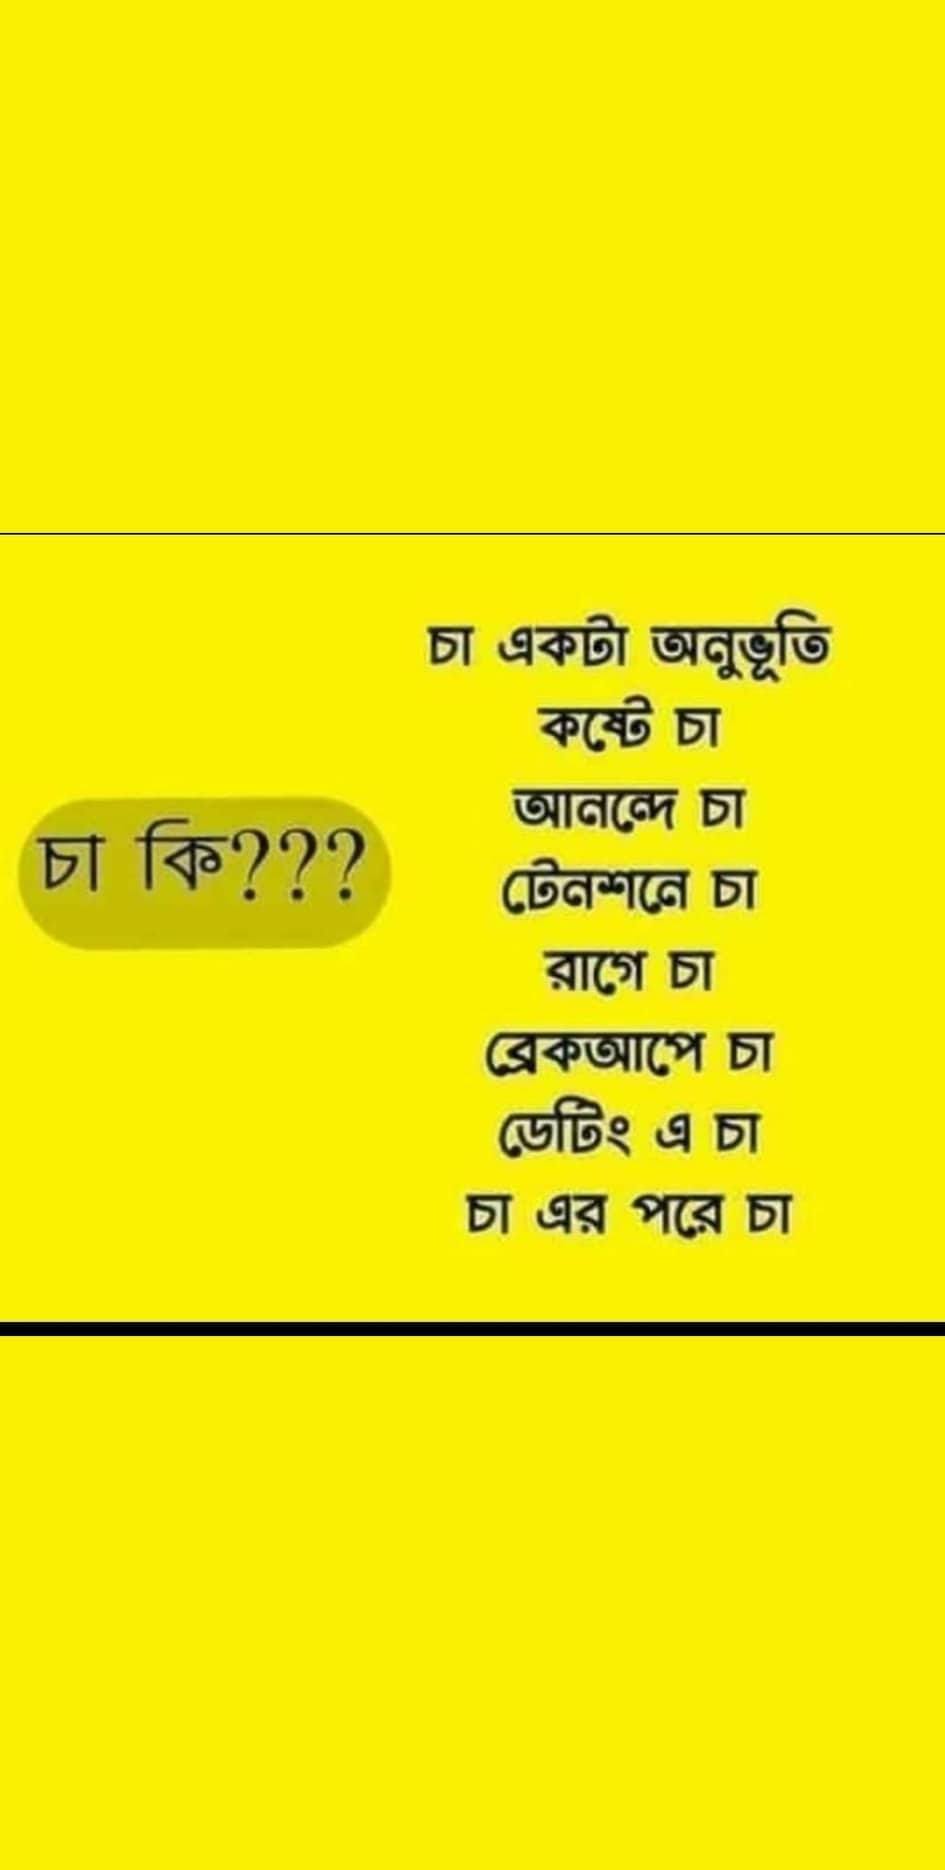 চা কি???
চা একটা অনুভূতি
কষ্টে চা
আনন্দে চা
টেনশনে চা
রাগে চা
ব্রেকআপে চা
ডেটিং এ চা
চা এর পরে চা